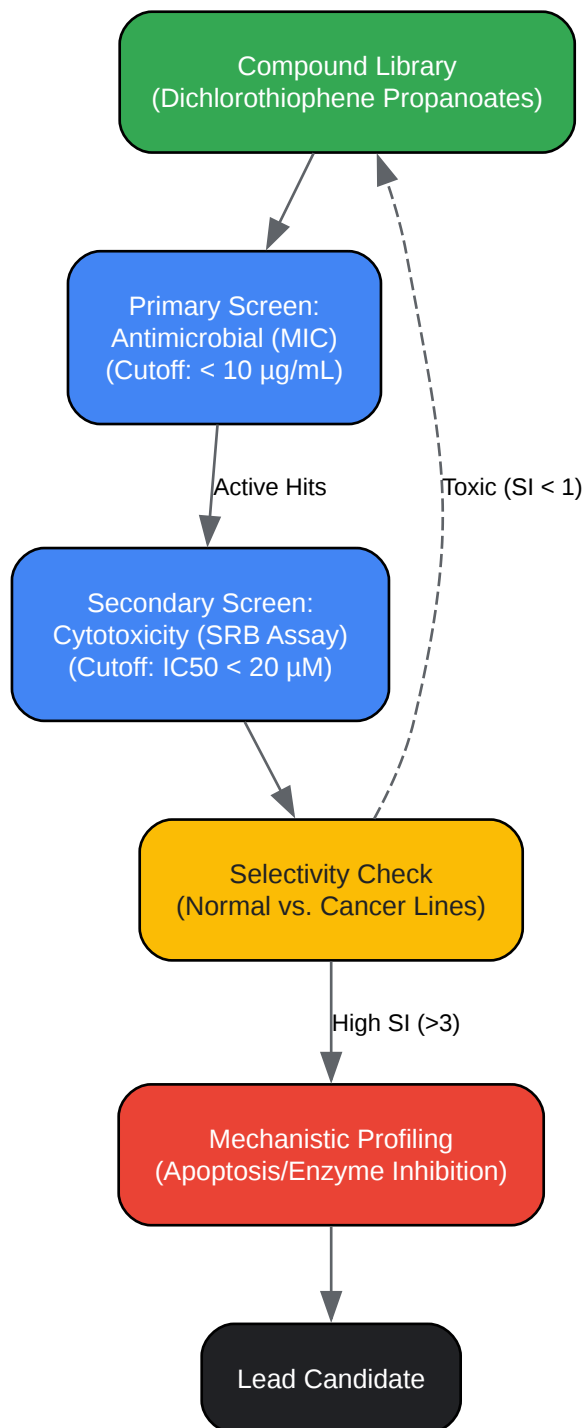 Compound Library
(Dichlorothiophene Propanoates)
Primary Screen:
Antimicrobial (MIC)
(Cutoff: < 10 µg/mL)
Active Hits
Toxic (SI < 1)
Secondary Screen:
Cytotoxicity (SRB Assay)
(Cutoff: IC50 < 20 µM)
Selectivity Check
(Normal vs. Cancer Lines)
High SI (>3)
Mechanistic Profiling
(Apoptosis/Enzyme Inhibition)
Lead Candidate